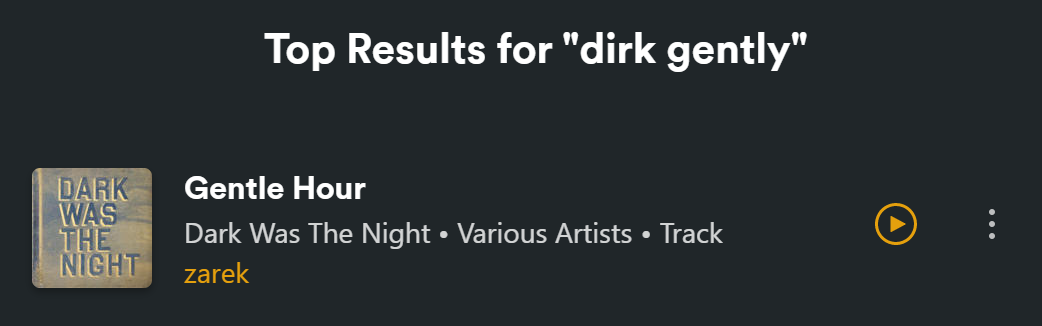 Top Results for "dirk gently"
DARK
WAS
THE
NIGHT
Gentle Hour
Dark Was The Night • Various Artists • Track
zarek